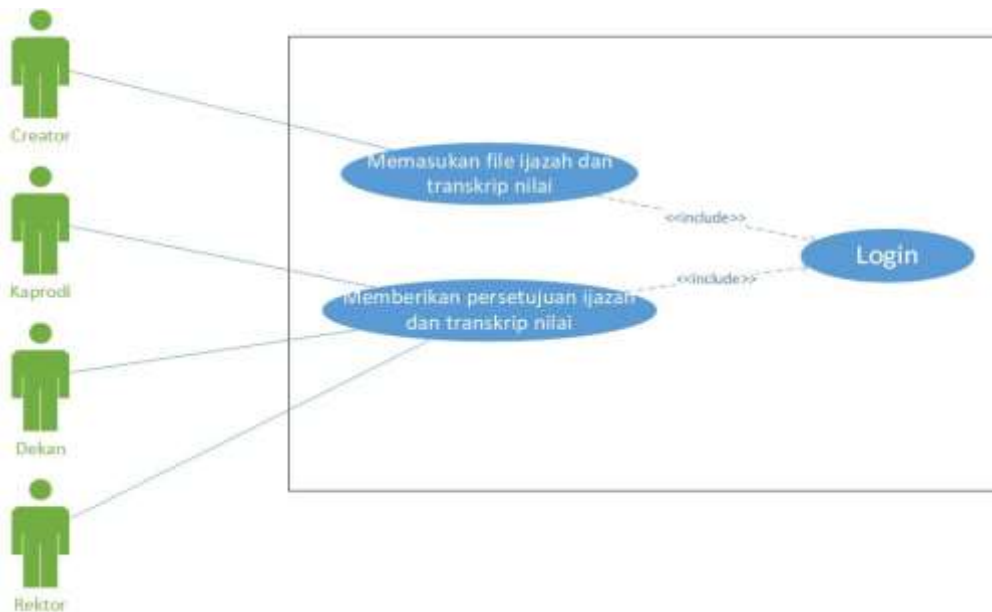 Creator
Memasukan file ijazah dan
transkrip nilai
<<include>>
Login
Kaprodi
<<include>>
Memberikan persetujuan ijazah
dan transkrip nilai
Dekan
Rektor